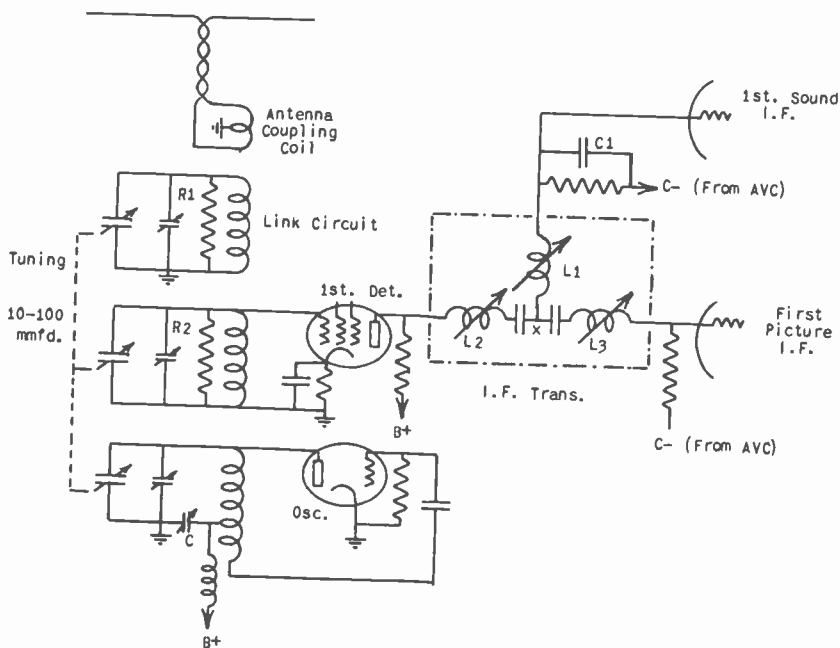 Antenna
Coupling
Coil
1st. Sound
I.F.
C1
C- (From AVC)
R1
Link Circuit
Tuning
10-100
mmfd.
L1
1st. Det.
R2
L2
x
L3
First
Picture
I.F.
I.F. Trans.
B+
C- (From AVC)
Osc.
C
B+